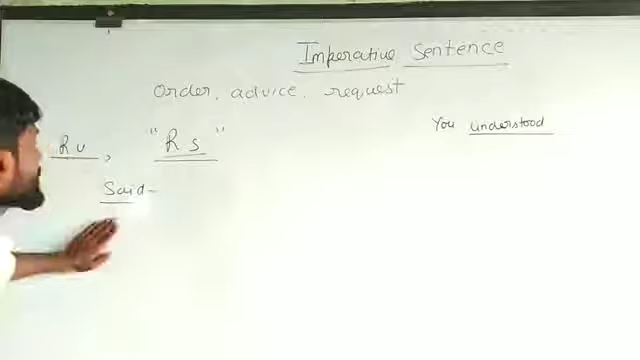 Imperative Sentence
Order, advice, request
You understood
R V , " R S "
Said-